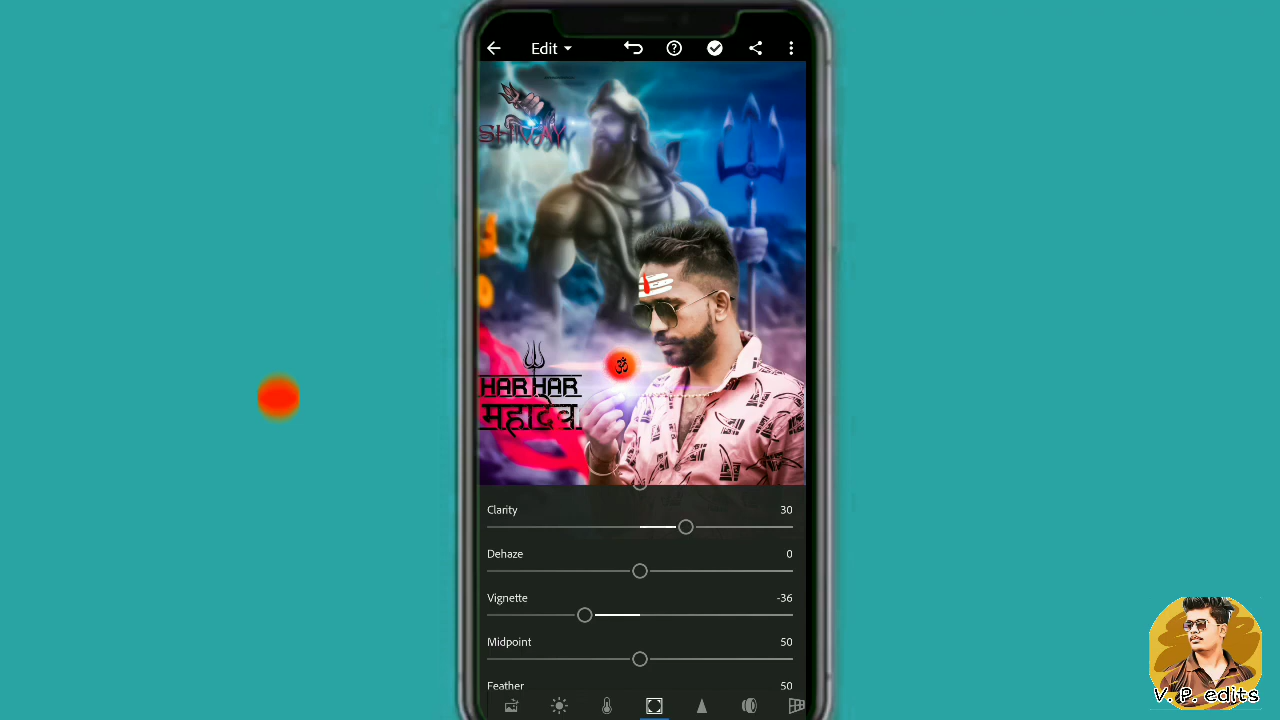 Edit
SHIVAY
HAR HAR
महादेव
ॐ
Clarity 30
Dehaze 0
Vignette -36
Midpoint 50
Feather 50
V. P. edits